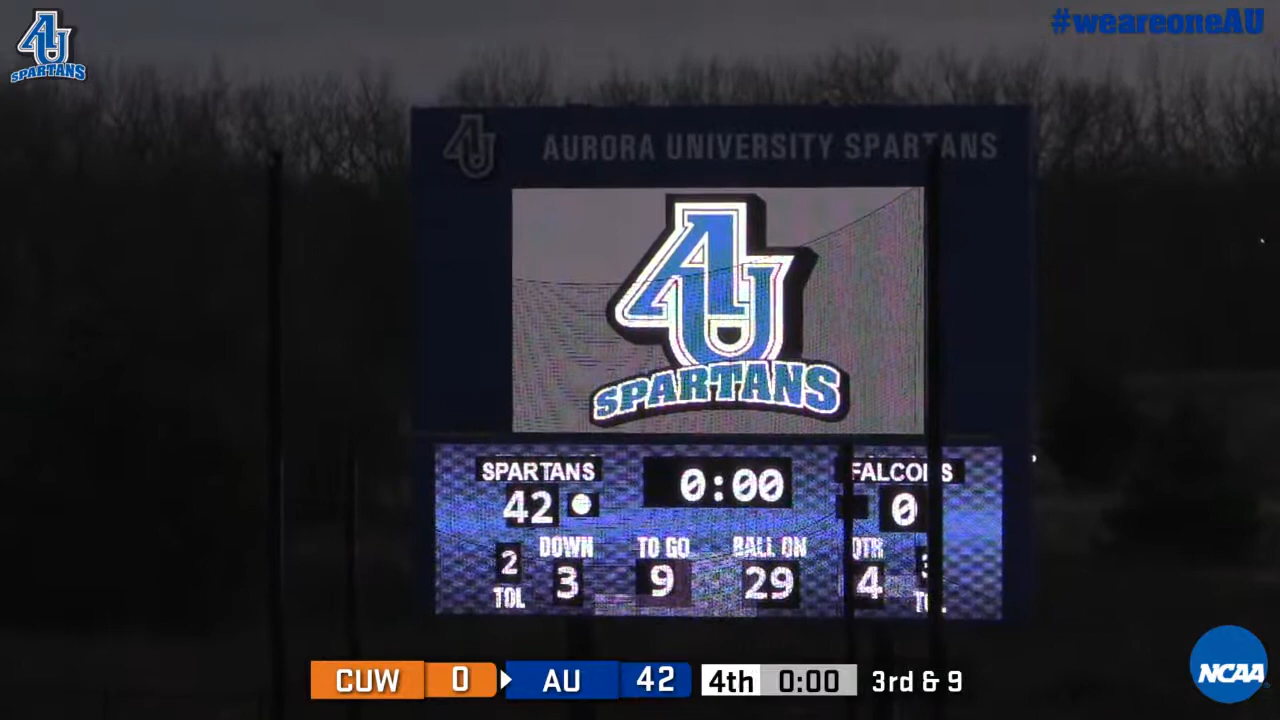 AU
SPARTANS
#weareoneAU
AU
AURORA UNIVERSITY SPARTANS
AU
SPARTANS
SPARTANS
0:00
42
0
DOWN
TO GO
BALL ON
QTR
2
3
9
29
4
TOL
CUW 0 AU 42 4th 0:00 3rd & 9
NCAA